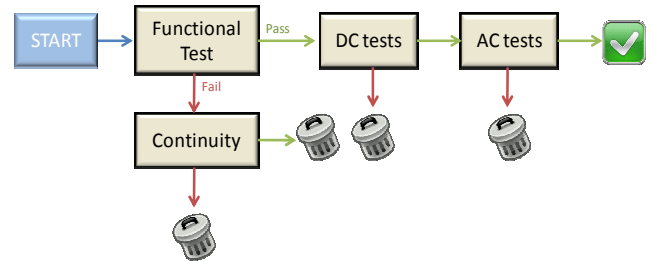 START
Functional
Test
Pass
DC tests
AC tests
Fail
Continuity